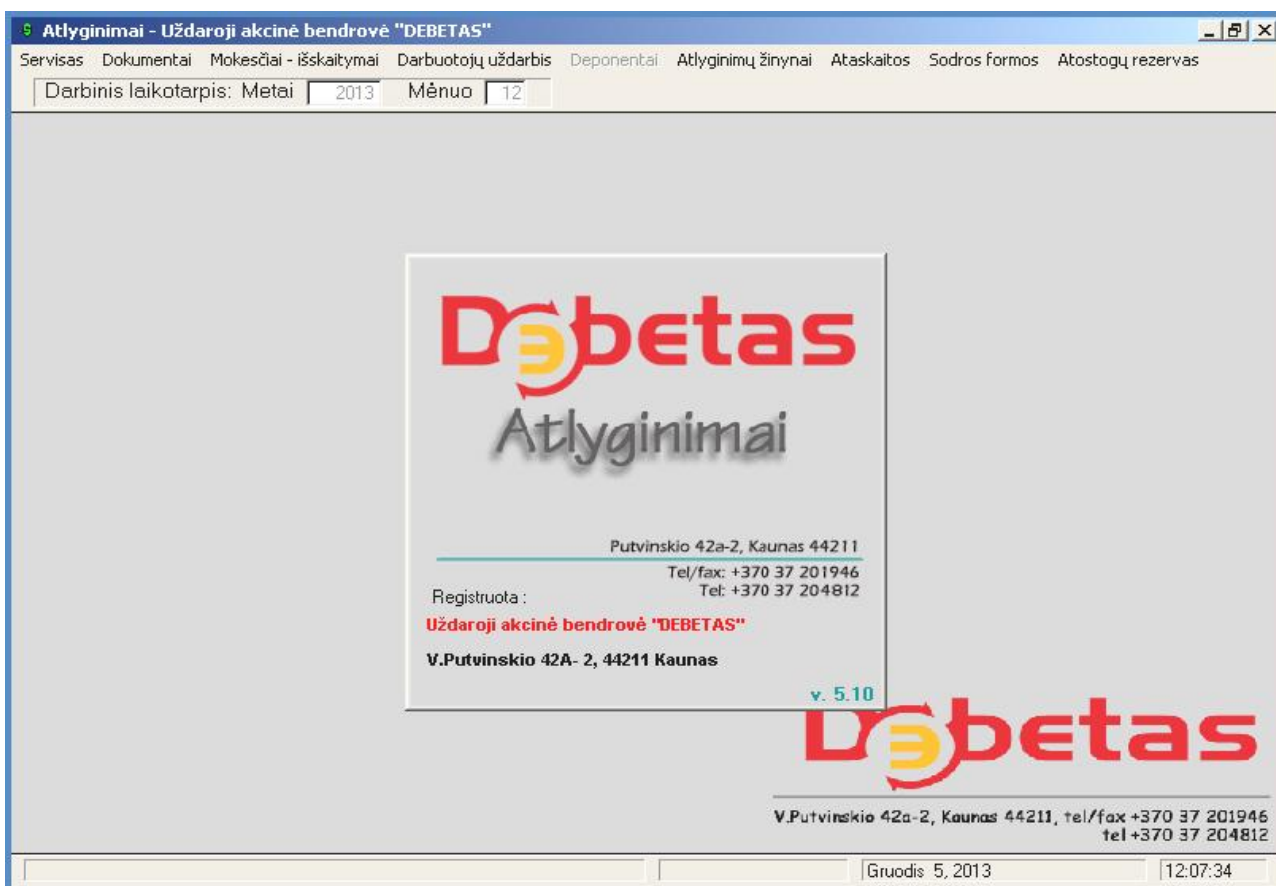 Atlyginimai - Uždaroji akcinė bendrovė "DEBETAS"
Servisas Dokumentai Mokesčiai - išskaitymai Darbuotojų uždarbis Deponentai Atlyginimų žinynai Ataskaitos Sodros formos Atostogų rezervas
Darbinis laikotarpis: Metai 2013 Mėnuo 12
Debetas
Atlyginimai
Putvinskio 42a-2, Kaunas 44211
Tel/fax: +370 37 201946
Tel: +370 37 204812
Registruota :
Uždaroji akcinė bendrovė "DEBETAS"
V.Putvinskio 42A- 2, 44211 Kaunas
v. 5.10
Debetas
V.Putvinskio 42a-2, Kaunas 44211, tel/fax +370 37 201946
tel +370 37 204812
Gruodis 5, 2013 12:07:34